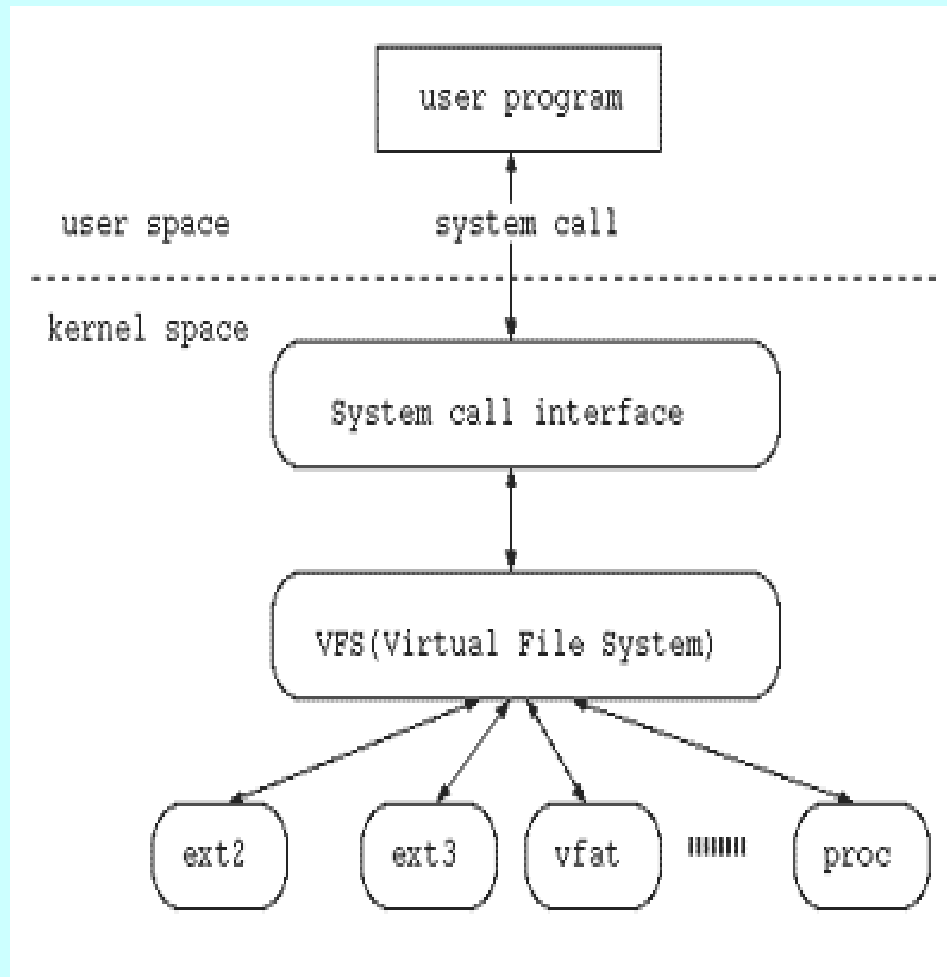 user program
user space
system call
kernel space
System call interface
VFS(Virtual File System)
ext2
ext3
vfat
proc